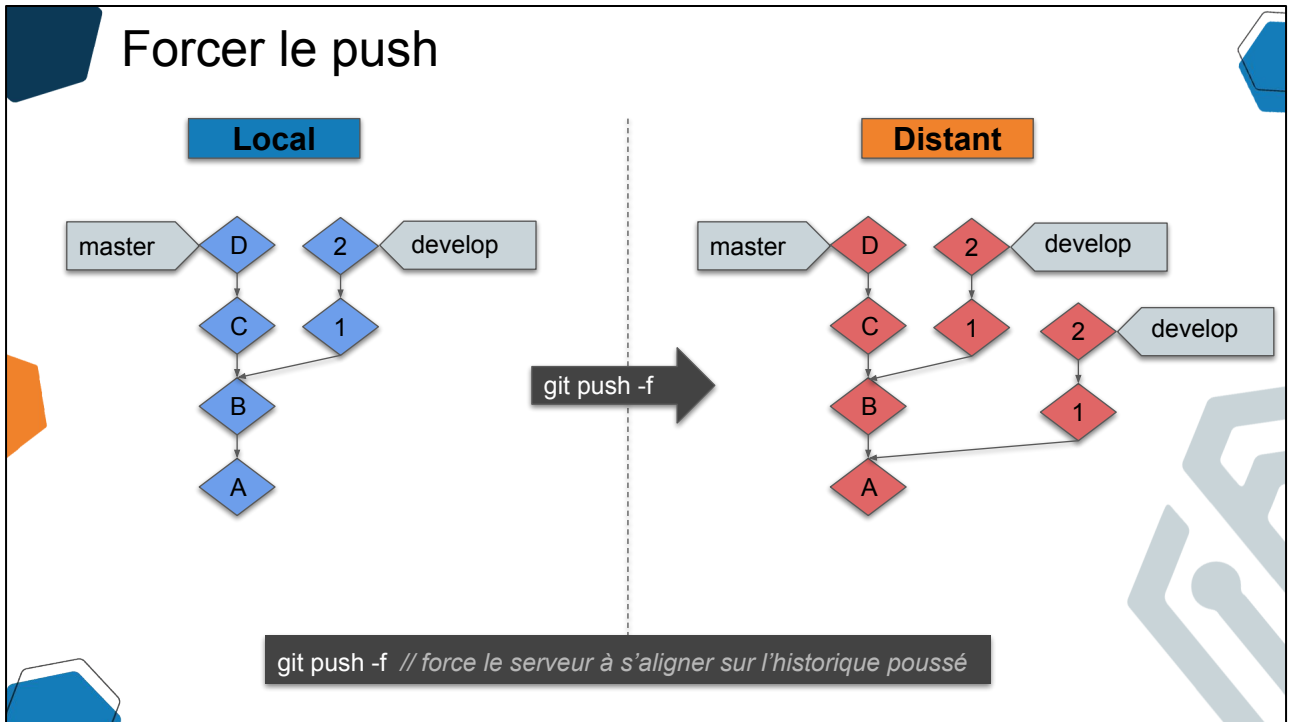 Forcer le push
Local
Distant
master
D
2
develop
C
1
B
A
git push -f
master
D
2
develop
C
1
2
develop
B
1
A
git push -f // force le serveur à s’aligner sur l’historique poussé